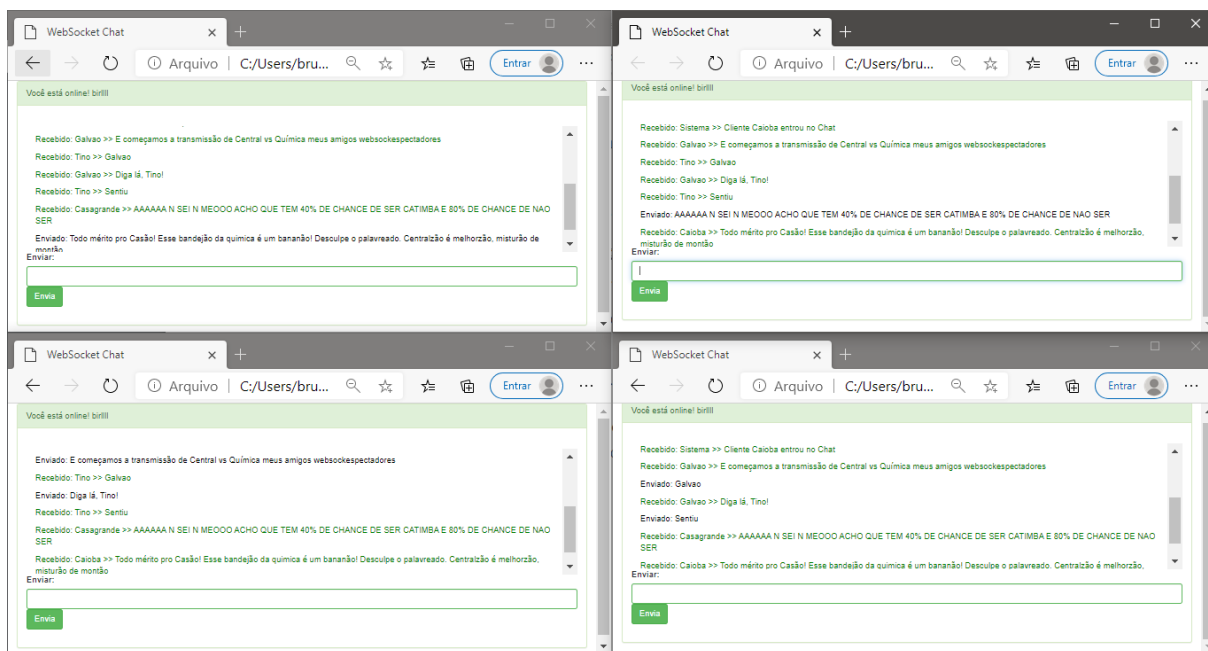 WebSocket Chat
Arquivo | C:/Users/bru... Entrar
Você está online! birllll
Recebido: Galvao >> E começamos a transmissão de Central vs Química meus amigos websockespectadores
Recebido: Tino >> Galvao
Recebido: Galvao >> Diga lá, Tino!
Recebido: Tino >> Sentiu
Recebido: Casagrande >> AAAAAA N SEI N MEOOO ACHO QUE TEM 40% DE CHANCE DE SER CATIMBA E 80% DE CHANCE DE NAO
SER
Enviado: Todo mérito pro Casão! Esse bandejão da quimica é um bananão! Desculpe o palavreado. Centralzão é melhorzão, misturão de
montão
Enviar:
Envia
WebSocket Chat
Arquivo | C:/Users/bru... Entrar
Você está online! birllll
Recebido: Sistema >> Cliente Caioba entrou no Chat
Recebido: Galvao >> E começamos a transmissão de Central vs Química meus amigos websockespectadores
Recebido: Tino >> Galvao
Recebido: Galvao >> Diga lá, Tino!
Recebido: Tino >> Sentiu
Enviado: AAAAAA N SEI N MEOOO ACHO QUE TEM 40% DE CHANCE DE SER CATIMBA E 80% DE CHANCE DE NAO SER
Recebido: Caioba >> Todo mérito pro Casão! Esse bandejão da quimica é um bananão! Desculpe o palavreado. Centralzão é melhorzão,
misturão de montão
Enviar:
Envia
WebSocket Chat
Arquivo | C:/Users/bru... Entrar
Você está online! birllll
Enviado: E começamos a transmissão de Central vs Química meus amigos websockespectadores
Recebido: Tino >> Galvao
Enviado: Diga lá, Tino!
Recebido: Tino >> Sentiu
Recebido: Casagrande >> AAAAAA N SEI N MEOOO ACHO QUE TEM 40% DE CHANCE DE SER CATIMBA E 80% DE CHANCE DE NAO
SER
Recebido: Caioba >> Todo mérito pro Casão! Esse bandejão da quimica é um bananão! Desculpe o palavreado. Centralzão é melhorzão,
misturão de montão
Enviar:
Envia
WebSocket Chat
Arquivo | C:/Users/bru... Entrar
Você está online! birllll
Recebido: Sistema >> Cliente Caioba entrou no Chat
Recebido: Galvao >> E começamos a transmissão de Central vs Química meus amigos websockespectadores
Enviado: Galvao
Recebido: Galvao >> Diga lá, Tino!
Enviado: Sentiu
Recebido: Casagrande >> AAAAAA N SEI N MEOOO ACHO QUE TEM 40% DE CHANCE DE SER CATIMBA E 80% DE CHANCE DE NAO
SER
Recebido: Caioba >> Todo mérito pro Casão! Esse bandejão da quimica é um bananão! Desculpe o palavreado. Centralzão é melhorzão,
Enviar:
Envia